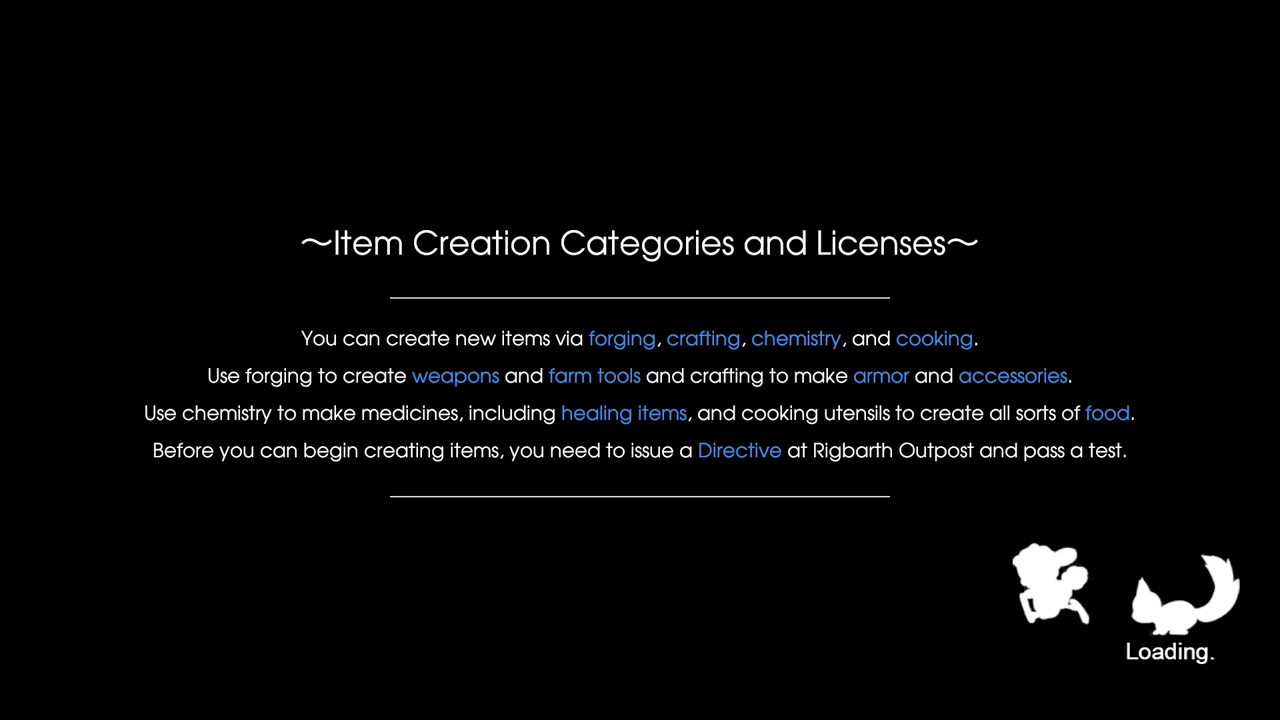 ～Item Creation Categories and Licenses～
You can create new items via forging, crafting, chemistry, and cooking.
Use forging to create weapons and farm tools and crafting to make armor and accessories.
Use chemistry to make medicines, including healing items, and cooking utensils to create all sorts of food.
Before you can begin creating items, you need to issue a Directive at Rigbarth Outpost and pass a test.
Loading.